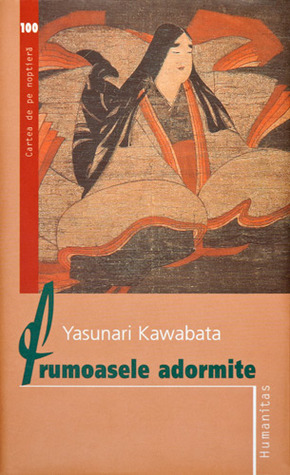 100
Cartea de pe noptieră
Yasunari Kawabata
Frumoasele adormite
Humanitas